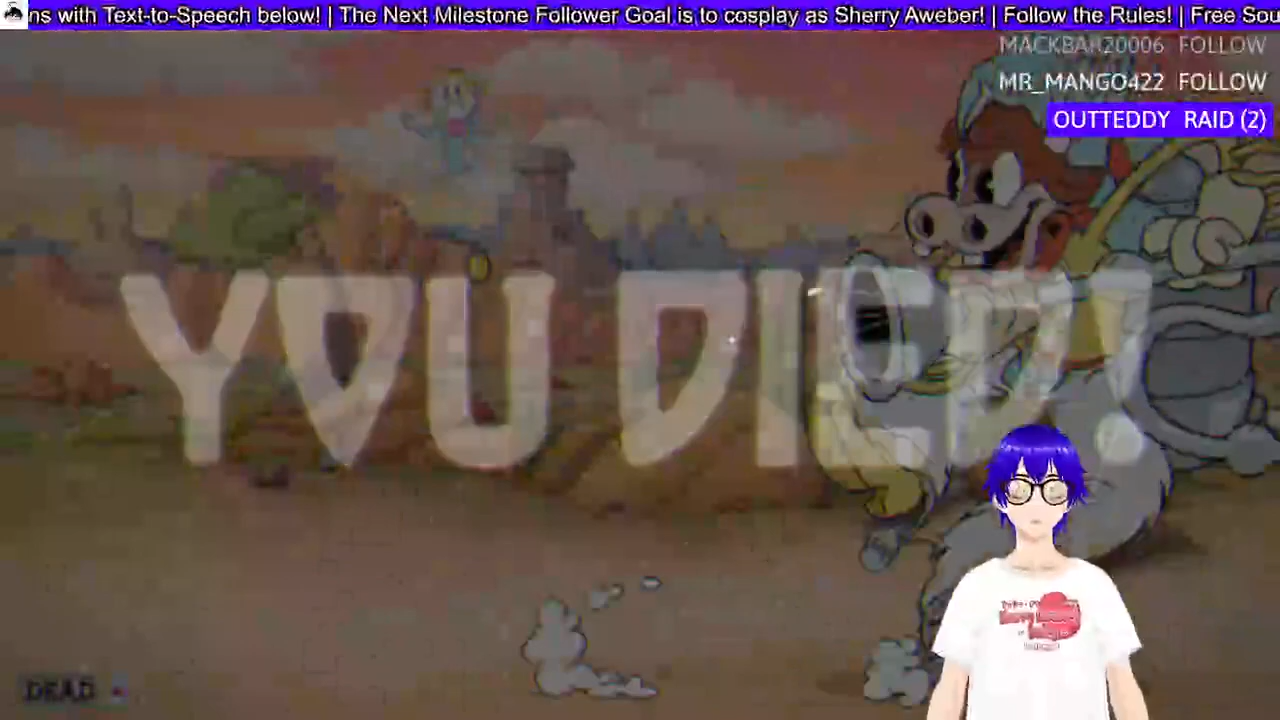 ns with Text-to-Speech below! | The Next Milestone Follower Goal is to cosplay as Sherry Aweber! | Follow the Rules! | Free Sou
MACKBAR20006 FOLLOW
MR_MANGO422 FOLLOW
OUTTEDDY RAID (2)
YOU DIED!
DEAD